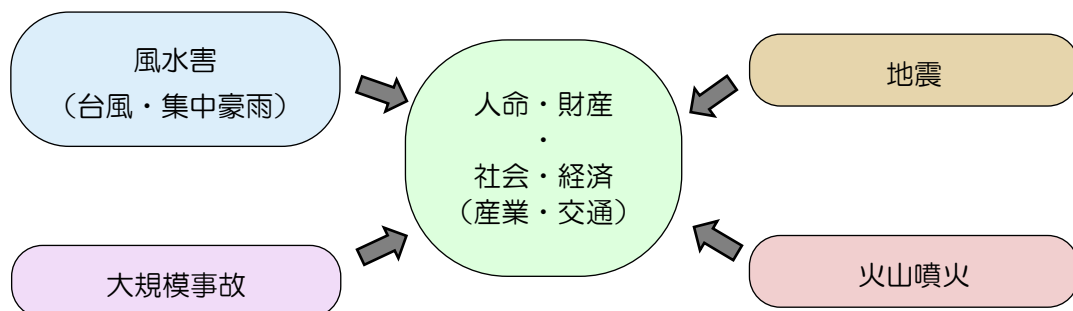 風水害
（台風・集中豪雨）
地震
人命・財産
・
社会・経済
（産業・交通）
大規模事故
火山噴火